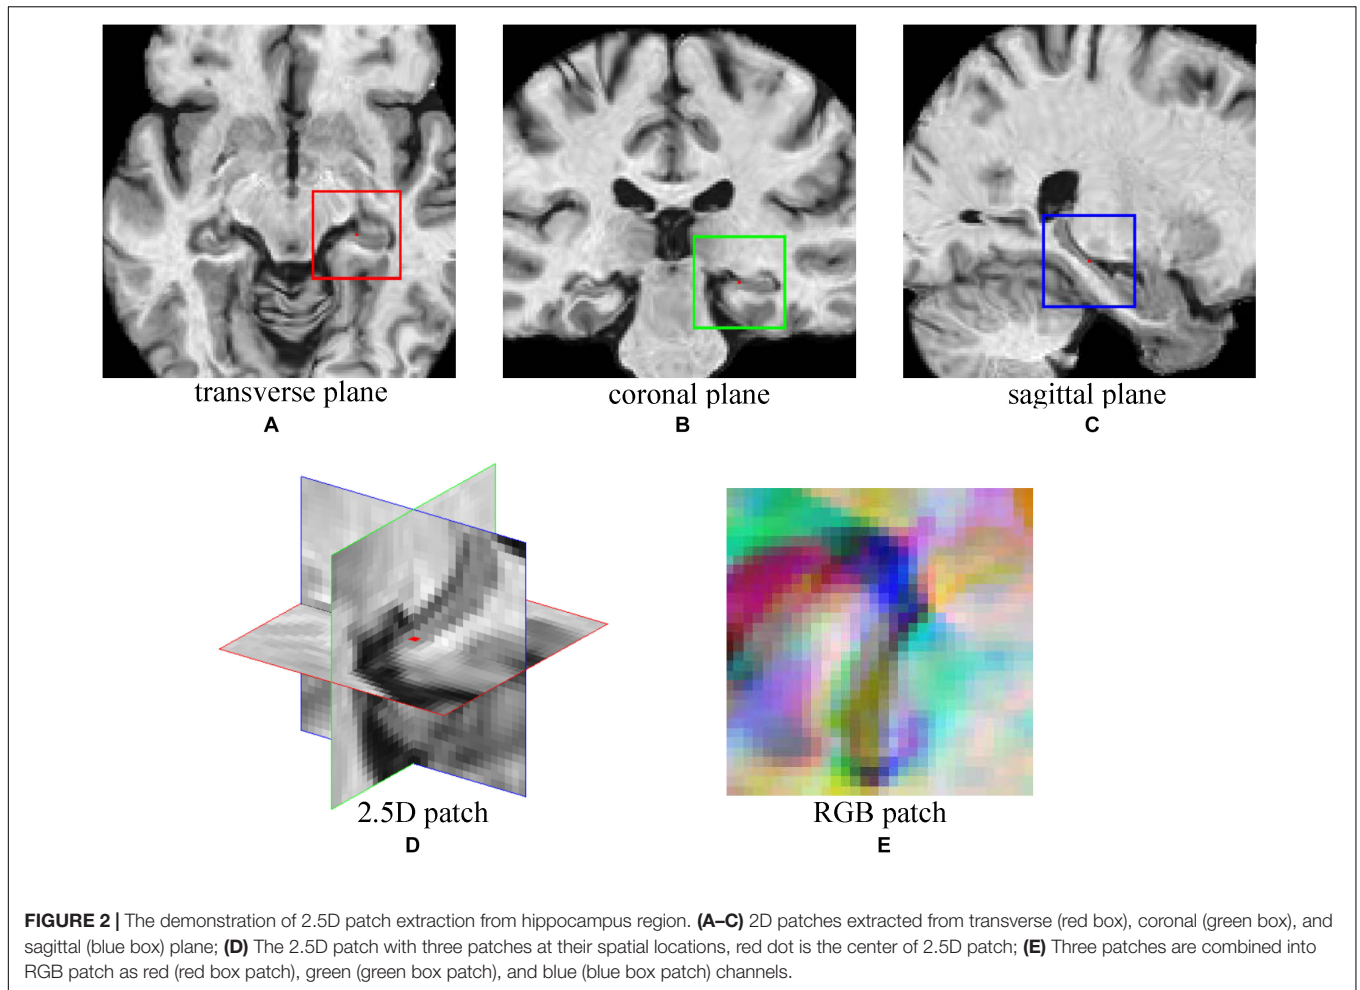 transverse plane
A
coronal plane
B
sagittal plane
C
2.5D patch
D
RGB patch
E
FIGURE 2 | The demonstration of 2.5D patch extraction from hippocampus region. (A–C) 2D patches extracted from transverse (red box), coronal (green box), and
sagittal (blue box) plane; (D) The 2.5D patch with three patches at their spatial locations, red dot is the center of 2.5D patch; (E) Three patches are combined into
RGB patch as red (red box patch), green (green box patch), and blue (blue box patch) channels.